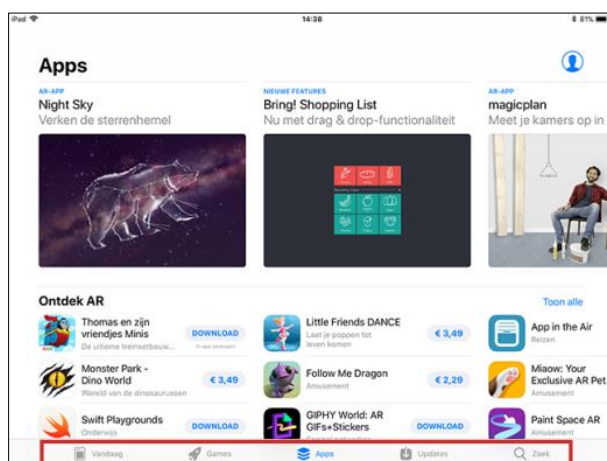 iPad
14:38
81%
Apps
AR-APP
Night Sky
Verken de sterrenhemel
NIEUWE FEATURES
Bring! Shopping List
Nu met drag & drop-functionaliteit
AR-APP
magicplan
Meet je kamers op in
Ontdek AR
Toon alle
Thomas en zijn
vriendjes Minis
De ultieme treinsetbouw...
DOWNLOAD
In-app aankopen
Little Friends DANCE
Laat je poppen tot
leven komen
€ 3,49
App in the Air
Reizen
Monster Park -
Dino World
Wereld van de dinosaurussen
€ 3,49
Follow Me Dragon
Amusement
€ 2,29
Miaow: Your
Exclusive AR Pet
Amusement
Swift Playgrounds
Onderwijs
DOWNLOAD
GIPHY World: AR
GIFs+Stickers
DOWNLOAD
Paint Space AR
Amusement
Vandaag
Games
Apps
Updates
Zoek